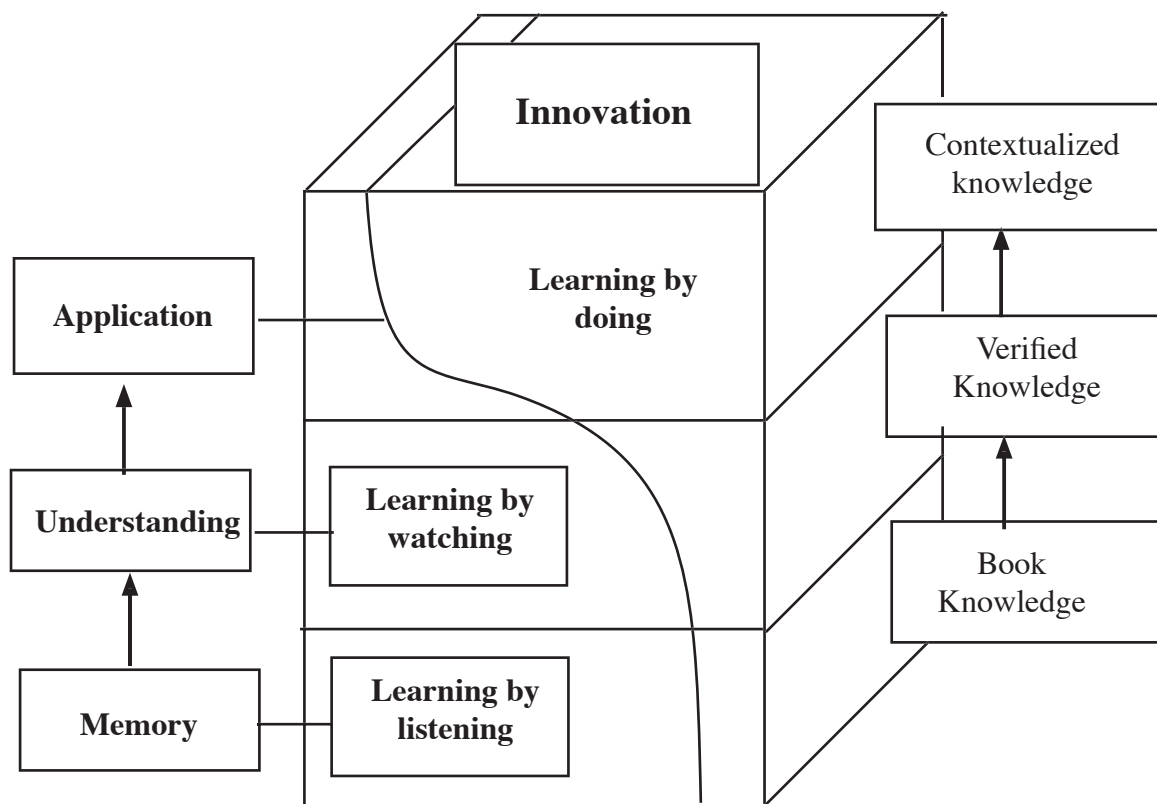 Innovation
Contextualized
knowledge
Learning by
doing
Application
Verified
Knowledge
Learning by
watching
Understanding
Book
Knowledge
Learning by
listening
Memory